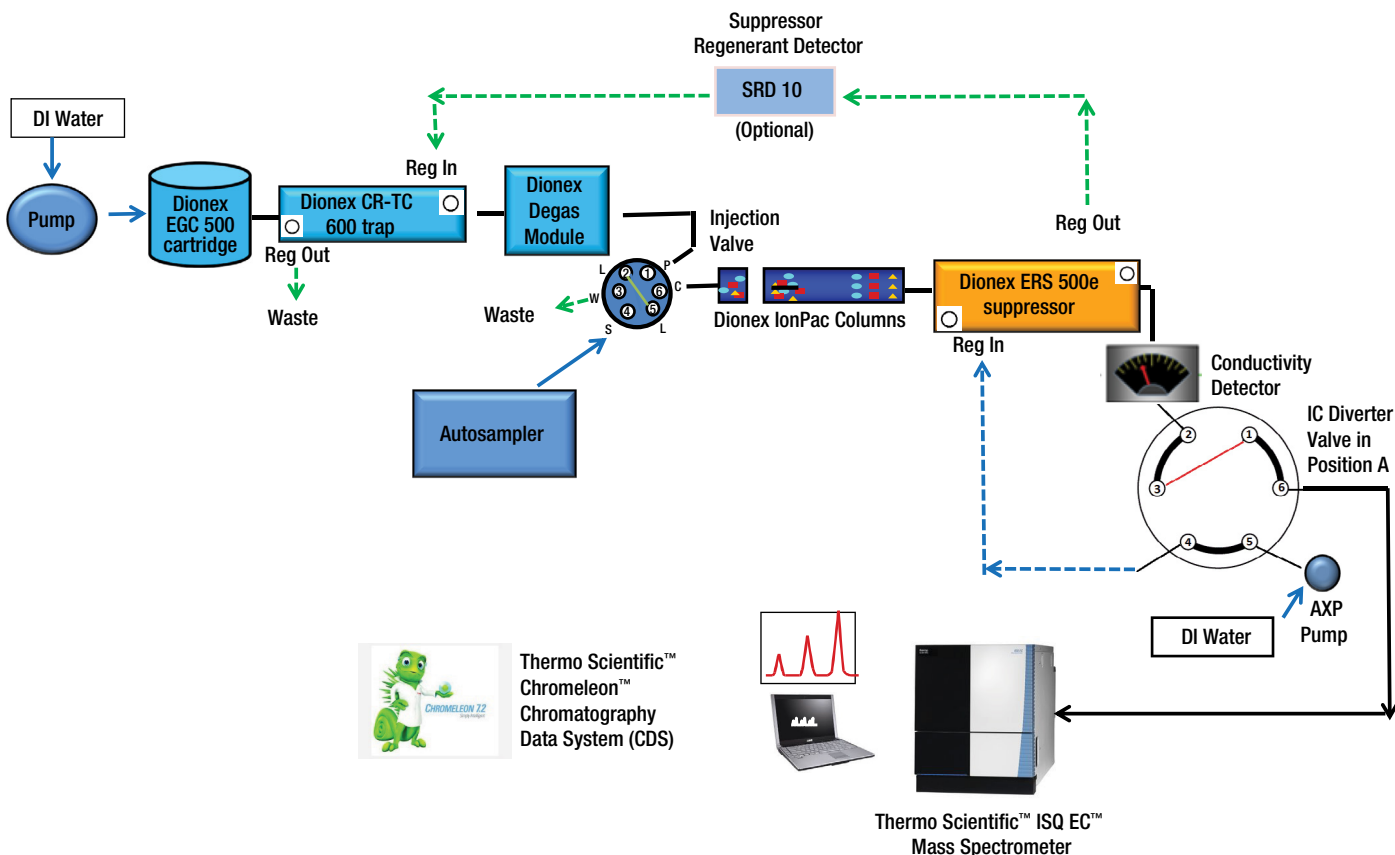 Suppressor
Regenerant Detector
SRD 10
(Optional)
DI Water
Pump
Dionex
EGC 500
cartridge
Reg In
Dionex CR-TC
600 trap
Reg Out
Waste
Dionex
Degas
Module
Injection
Valve
L
P
2
1
W
3
6
C
4
5
S
L
Waste
Autosampler
Dionex IonPac Columns
Reg Out
Dionex ERS 500e
suppressor
Reg In
Conductivity
Detector
IC Diverter
Valve in
Position A
2
1
3
6
4
5
AXP
Pump
DI Water
CHROMELEON 7.2
Thermo Scientific™
Chromeleon™
Chromatography
Data System (CDS)
Thermo Scientific™ ISQ EC™
Mass Spectrometer